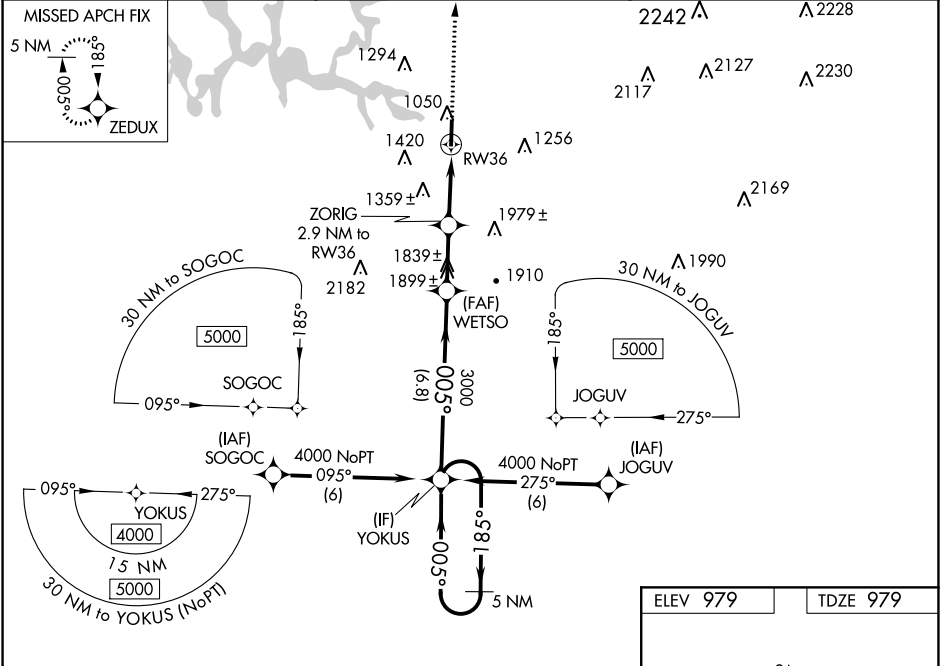 MISSED APCH FIX
5 NM
185°
005°
ZEDUX
1294
2242
2228
2117
2127
2230
1050
1420
1256
RW36
1359±
2169
ZORIG
2.9 NM to
RW36
1979±
1839±
1899±
2182
1910
1990
(FAF)
WETSO
30 NM to SOGOC
5000
185°
SOGOC
095°
30 NM to JOGUV
5000
185°
JOGUV
275°
3000
005°
(6.8)
(IAF)
SOGOC
4000 NoPT
095°
(6)
4000 NoPT
275°
(6)
(IAF)
JOGUV
(IF)
YOKUS
005°
185°
5 NM
095°
275°
YOKUS
4000
15 NM
5000
30 NM to YOKUS (NoPT)
ELEV 979
TDZE 979